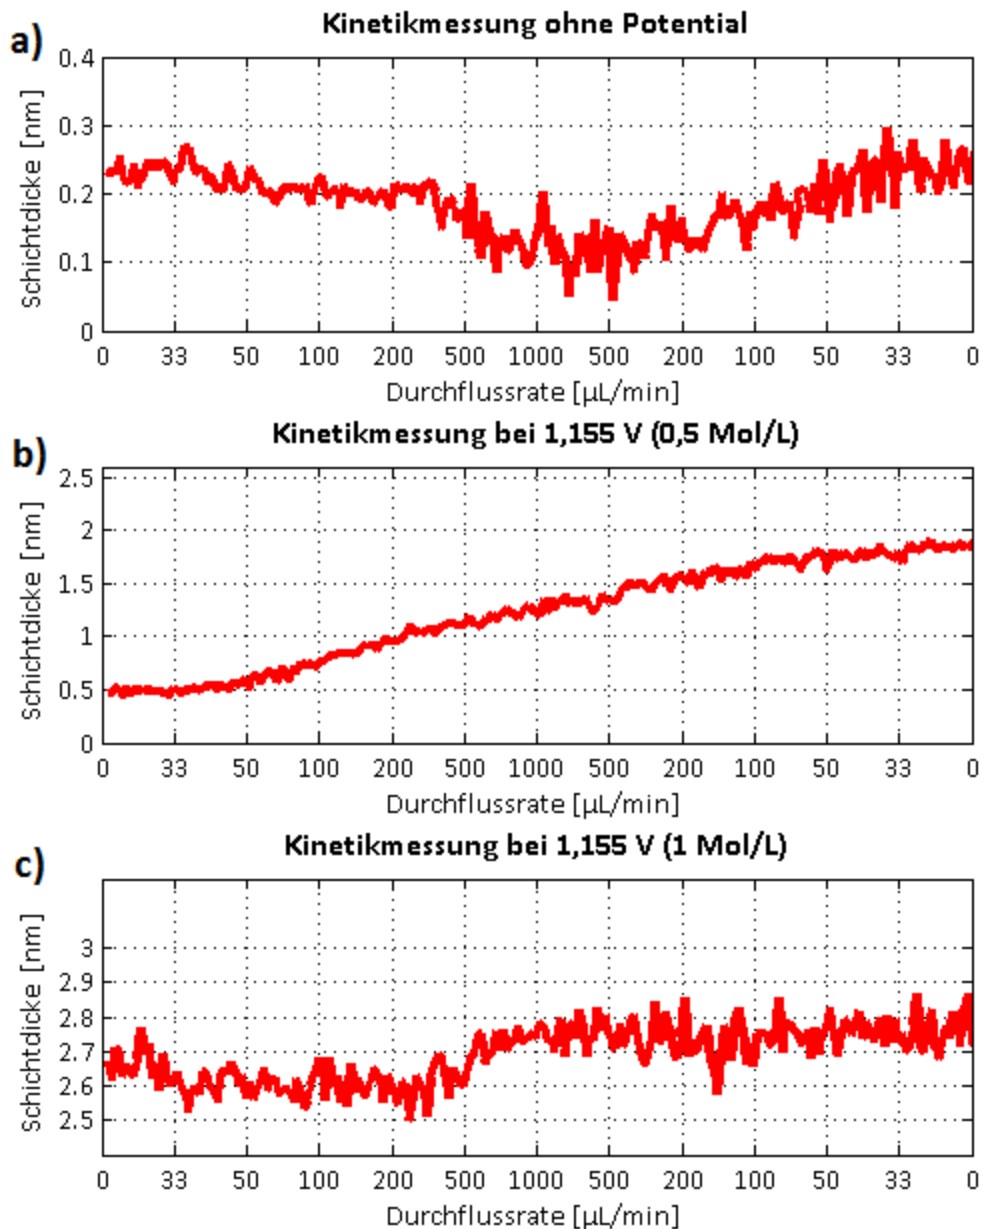 a)
Kinetikmessung ohne Potential
Schichtdicke [nm]
0.4
0.3
0.2
0.1
0
0 33 50 100 200 500 1000 500 200 100 50 33 0
Durchflussrate [µL/min]
b)
Kinetikmessung bei 1,155 V (0,5 Mol/L)
Schichtdicke [nm]
2.5
2
1.5
1
0.5
0
0 33 50 100 200 500 1000 500 200 100 50 33 0
Durchflussrate [µL/min]
c)
Kinetikmessung bei 1,155 V (1 Mol/L)
Schichtdicke [nm]
3
2.9
2.8
2.7
2.6
2.5
0 33 50 100 200 500 1000 500 200 100 50 33 0
Durchflussrate [µL/min]